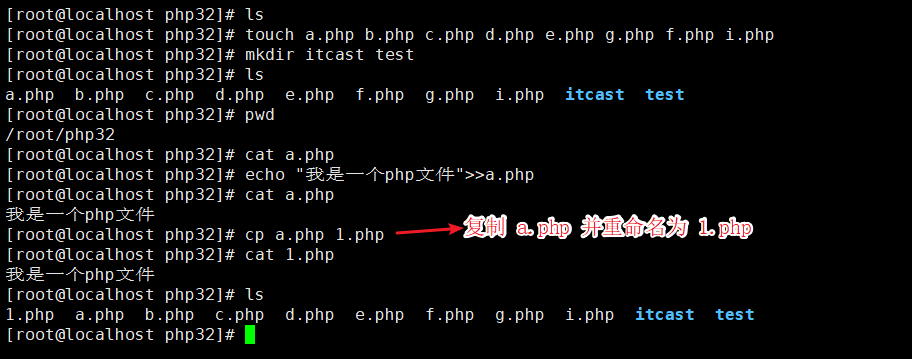 [root@localhost php32]# ls
[root@localhost php32]# touch a.php b.php c.php d.php e.php g.php f.php i.php
[root@localhost php32]# mkdir itcast test
[root@localhost php32]# ls
a.php  b.php  c.php  d.php  e.php  f.php  g.php  i.php  itcast  test
[root@localhost php32]# pwd
/root/php32
[root@localhost php32]# cat a.php
[root@localhost php32]# echo "我是一个php文件">>a.php
[root@localhost php32]# cat a.php
我是一个php文件
[root@localhost php32]# cp a.php 1.php
复制 a.php 并重命名为 1.php
[root@localhost php32]# cat 1.php
我是一个php文件
[root@localhost php32]# ls
1.php  a.php  b.php  c.php  d.php  e.php  f.php  g.php  i.php  itcast  test
[root@localhost php32]#